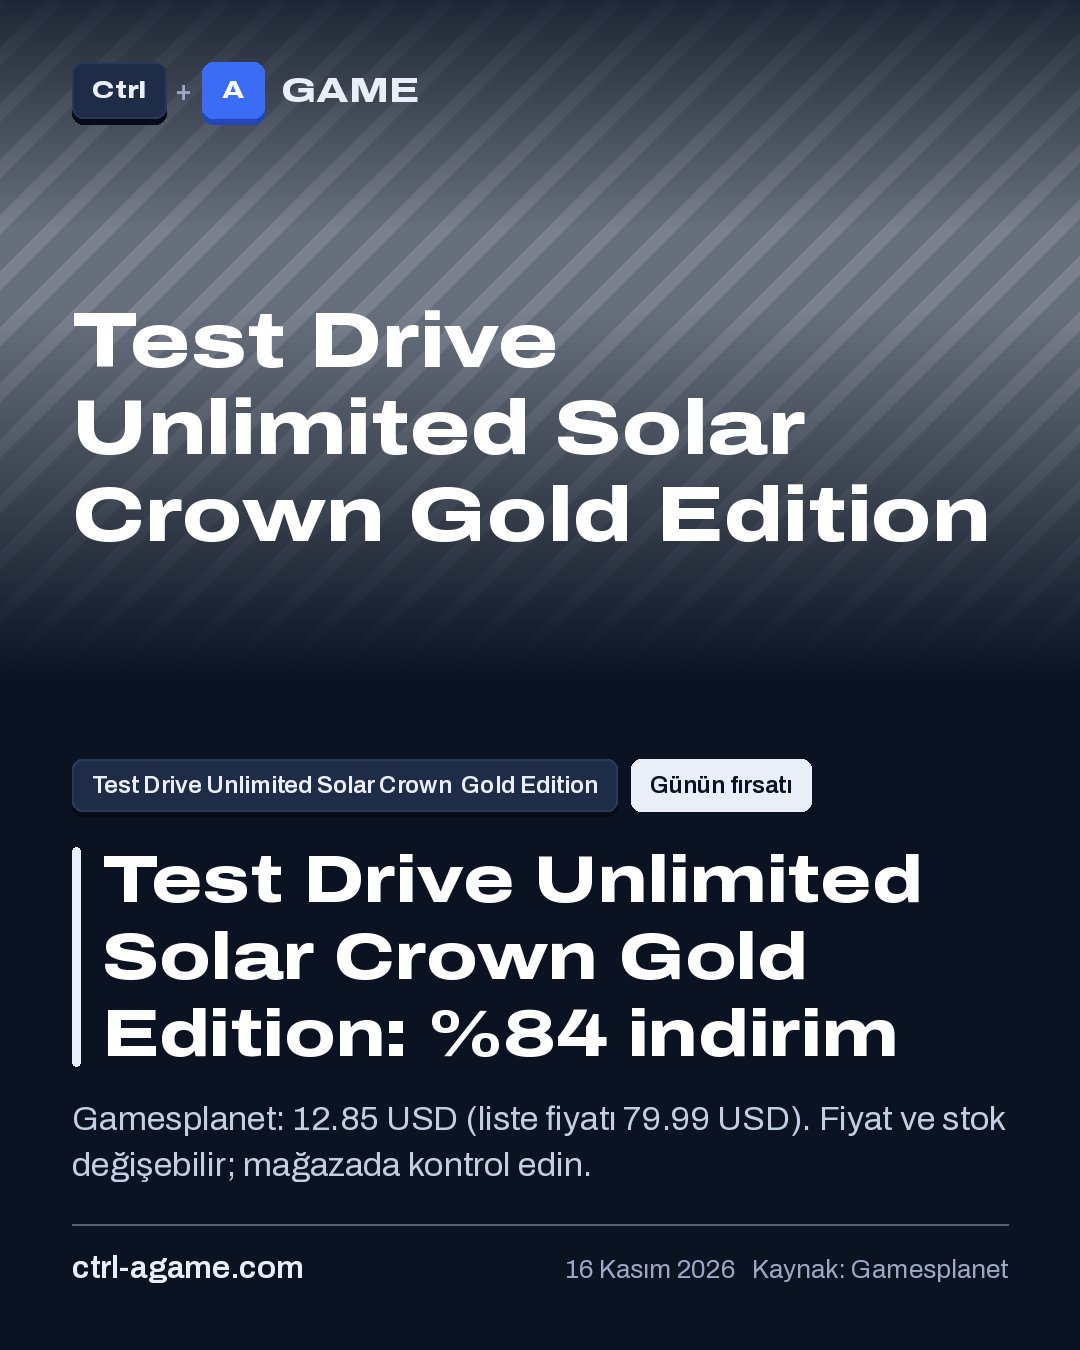 Ctrl + A GAME
Test Drive
Unlimited Solar
Crown Gold Edition
Test Drive Unlimited Solar Crown Gold Edition Günün fırsatı
Test Drive Unlimited
Solar Crown Gold
Edition: %84 indirim
Gamesplanet: 12.85 USD (liste fiyatı 79.99 USD). Fiyat ve stok
değişebilir; mağazada kontrol edin.
ctrl-agame.com 16 Kasım 2026 Kaynak: Gamesplanet